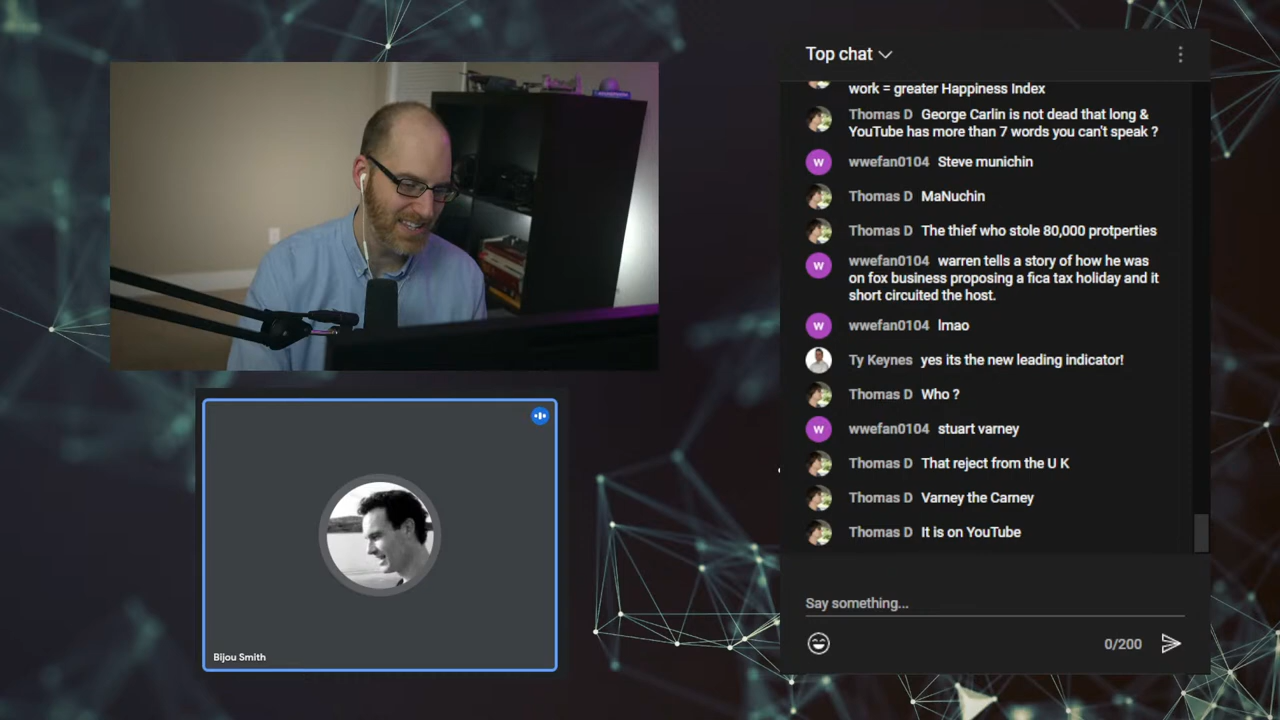 Top chat
work = greater Happiness Index
Thomas D George Carlin is not dead that long &
YouTube has more than 7 words you can't speak ?
W wwefan0104 Steve munichin
Thomas D MaNuchin
Thomas D The thief who stole 80,000 protperties
W wwefan0104 warren tells a story of how he was
on fox business proposing a fica tax holiday and it
short circuited the host.
W wwefan0104 lmao
Ty Keynes yes its the new leading indicator!
Thomas D Who ?
W wwefan0104 stuart varney
Thomas D That reject from the U K
Thomas D Varney the Carney
Thomas D It is on YouTube
Say something...
0/200
Bijou Smith